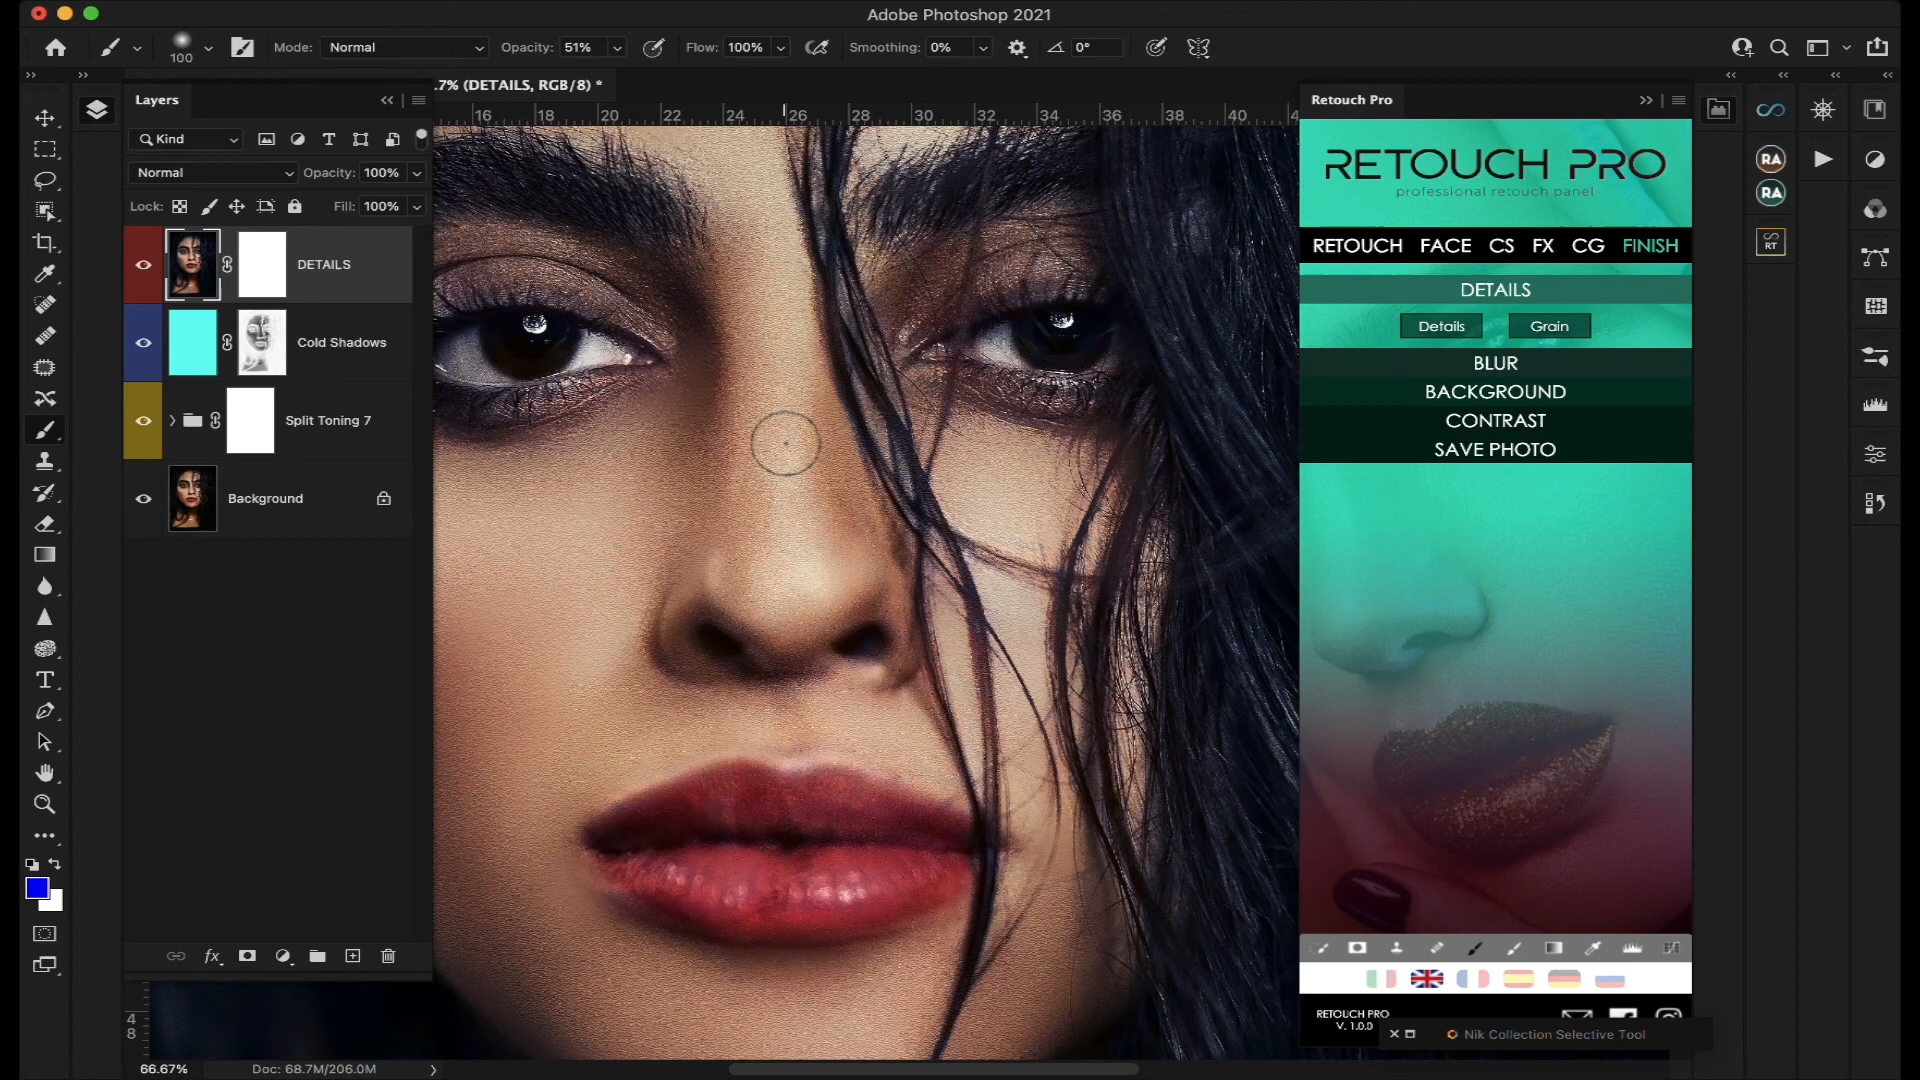 Adobe Photoshop 2021
100
Mode: Normal
Opacity: 51%
Flow: 100%
Smoothing: 0%
0°
Layers
.7% (DETAILS, RGB/8) *
Retouch Pro
16 18 20 22 24 26 28 30 32 34 36 38 40 4
Kind
Normal
Opacity: 100%
Lock:
Fill: 100%
DETAILS
Cold Shadows
Split Toning 7
Background
RETOUCH PRO
professional retouch panel
RETOUCH FACE CS FX CG FINISH
DETAILS
Details Grain
BLUR
BACKGROUND
CONTRAST
SAVE PHOTO
RA
RA
RT
RETOUCH PRO
V. 1.0.0
Nik Collection Selective Tool
4
8
66.67%
Doc: 68.7M/206.0M